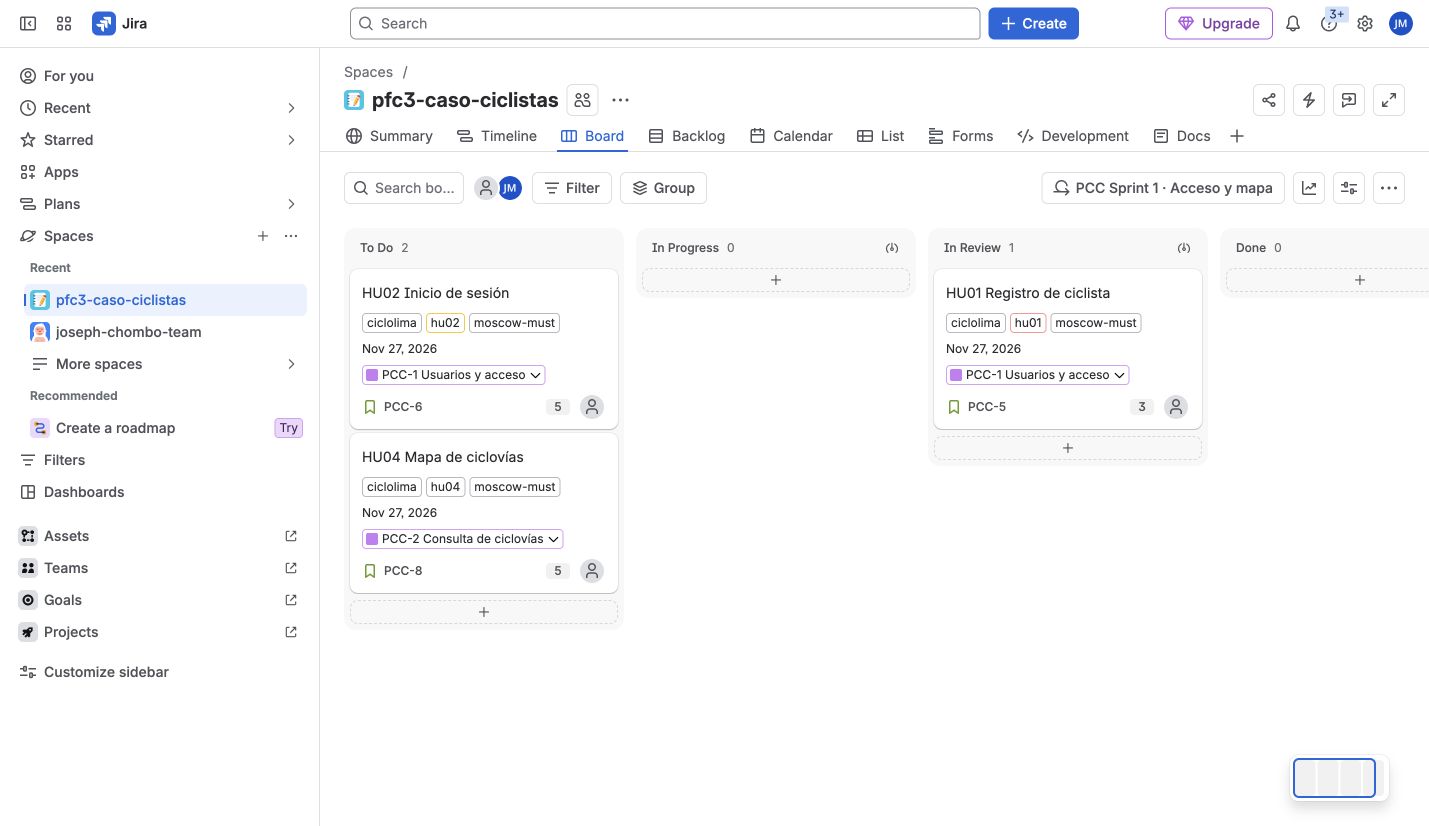 Jira
Search
Create
Upgrade
3+
JM
For you
Recent
Starred
Apps
Plans
Spaces
Recent
pfc3-caso-ciclistas
joseph-chombo-team
More spaces
Recommended
Create a roadmap
Try
Filters
Dashboards
Assets
Teams
Goals
Projects
Customize sidebar
Spaces /
pfc3-caso-ciclistas
Summary Timeline Board Backlog Calendar List Forms Development Docs
Search bo...
JM
Filter
Group
PCC Sprint 1 · Acceso y mapa
To Do 2
HU02 Inicio de sesión
ciclolima hu02 moscow-must
Nov 27, 2026
PCC-1 Usuarios y acceso
PCC-6 5
HU04 Mapa de ciclovías
ciclolima hu04 moscow-must
Nov 27, 2026
PCC-2 Consulta de ciclovías
PCC-8 5
In Progress 0
In Review 1
HU01 Registro de ciclista
ciclolima hu01 moscow-must
Nov 27, 2026
PCC-1 Usuarios y acceso
PCC-5 3
Done 0